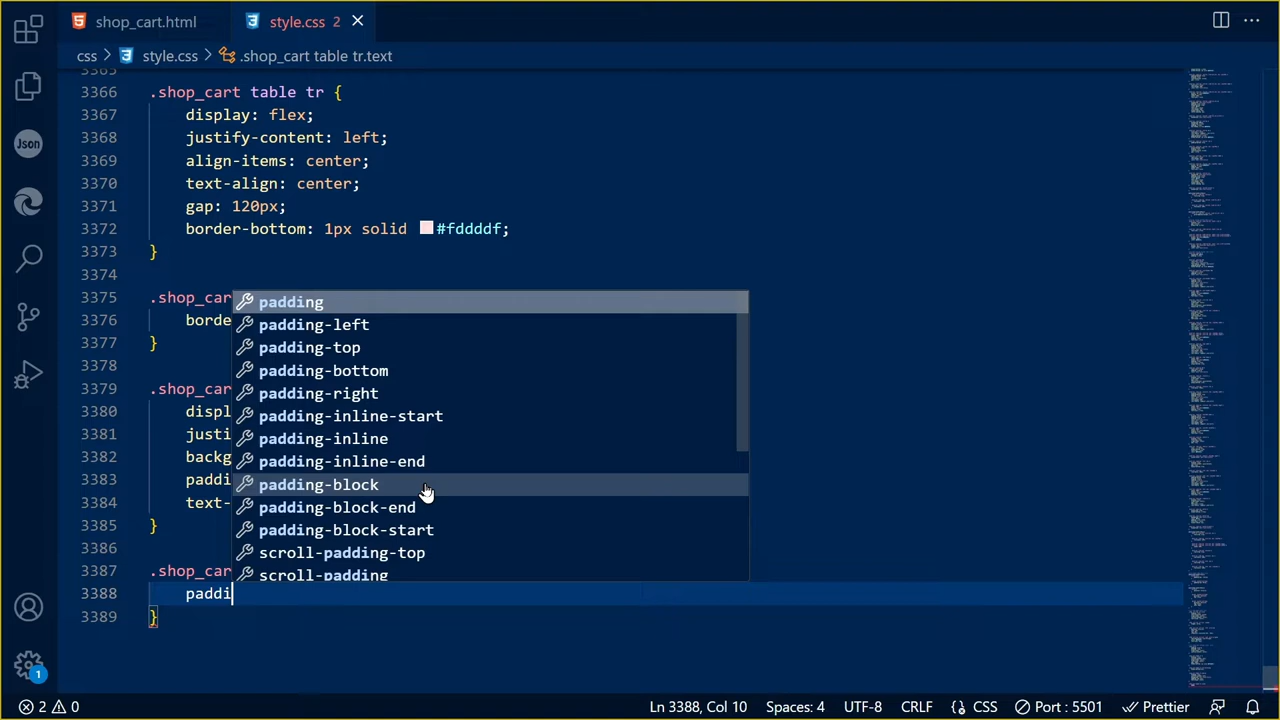 shop_cart.html
style.css 2
css > style.css > .shop_cart table tr.text
3365
3366 .shop_cart table tr {
3367 display: flex;
3368 justify-content: left;
3369 align-items: center;
3370 text-align: center;
3371 gap: 120px;
3372 border-bottom: 1px solid #fddddf;
3373 }
3374
3375 .shop_car
3376 borde
3377 }
3378
3379 .shop_car
3380 displ
3381 justi
3382 backg
3383 paddi
3384 text-
3385 }
3386
3387 .shop_car
3388 paddi
3389 }
padding
padding-left
padding-top
padding-bottom
padding-right
padding-inline-start
padding-inline
padding-inline-end
padding-block
padding-block-end
padding-block-start
scroll-padding-top
scroll-padding
Json
1
2 0
Ln 3388, Col 10
Spaces: 4
UTF-8
CRLF
CSS
Port : 5501
Prettier